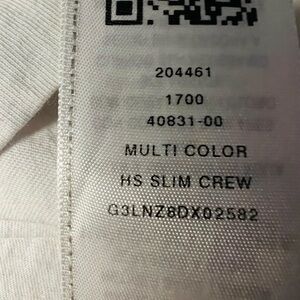 204461
1700
40831-00
MULTI COLOR
HS SLIM CREW
G3LNZ8DX02582